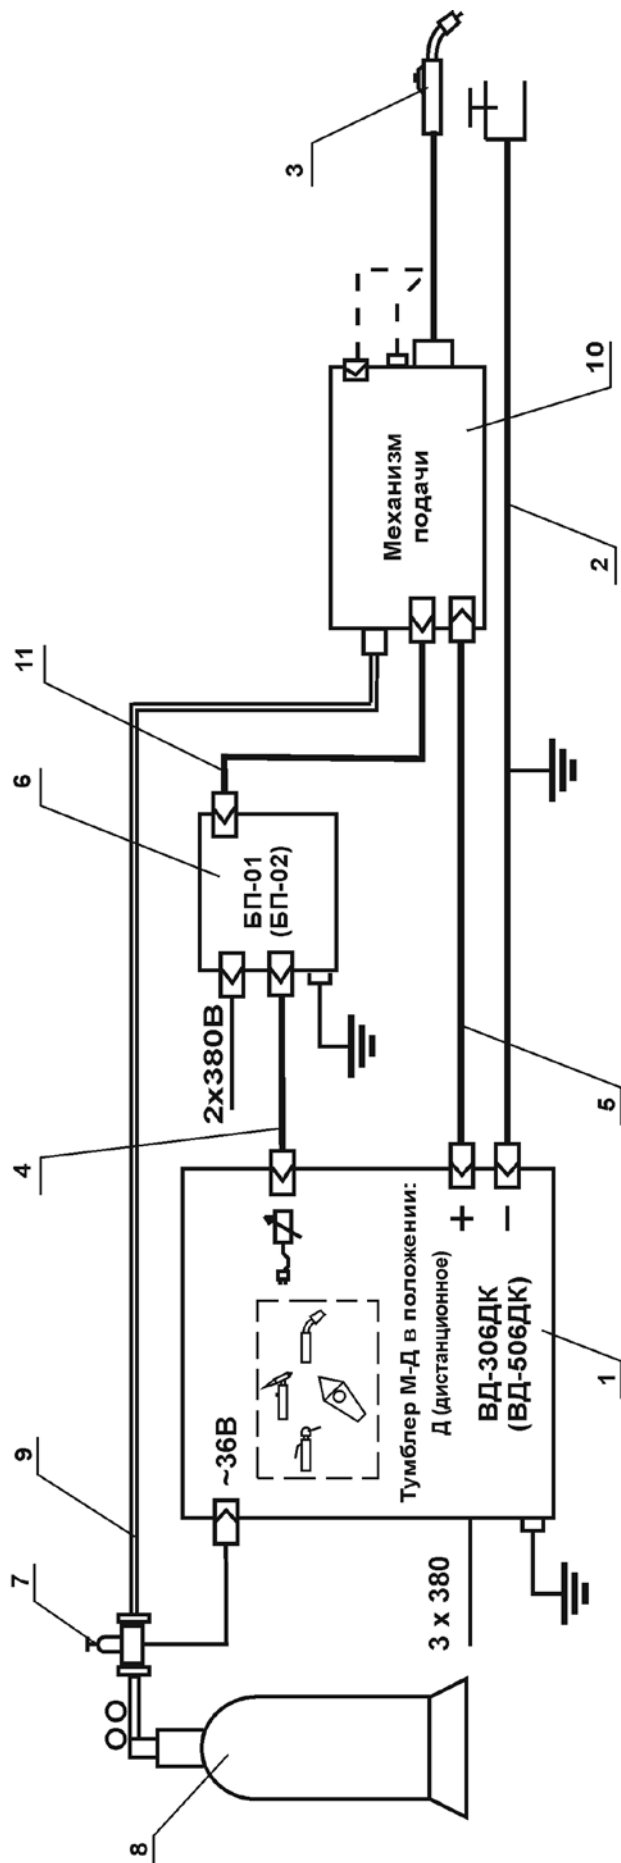 8
7
9
4
6
11
3
~36В
2х380В
БП-01
(БП-02)
Механизм
подачи
Тумблер М-Д в положении:
Д (дистанционное)
ВД-306ДК
(ВД-506ДК)
+
−
3 х 380
1
5
2
10